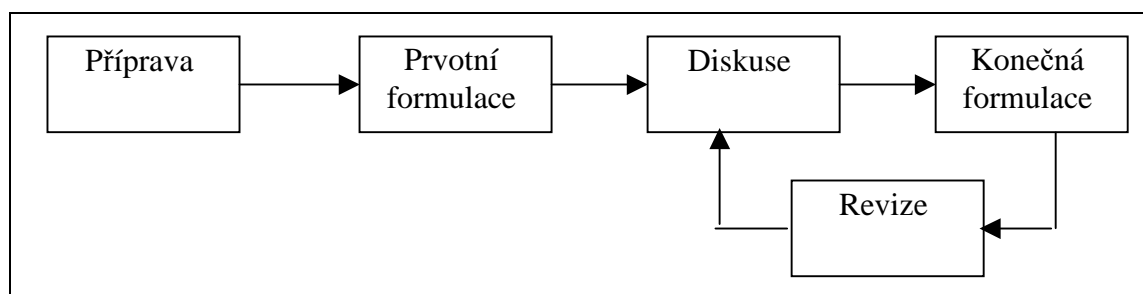 Příprava
Prvotní
formulace
Diskuse
Konečná
formulace
Revize